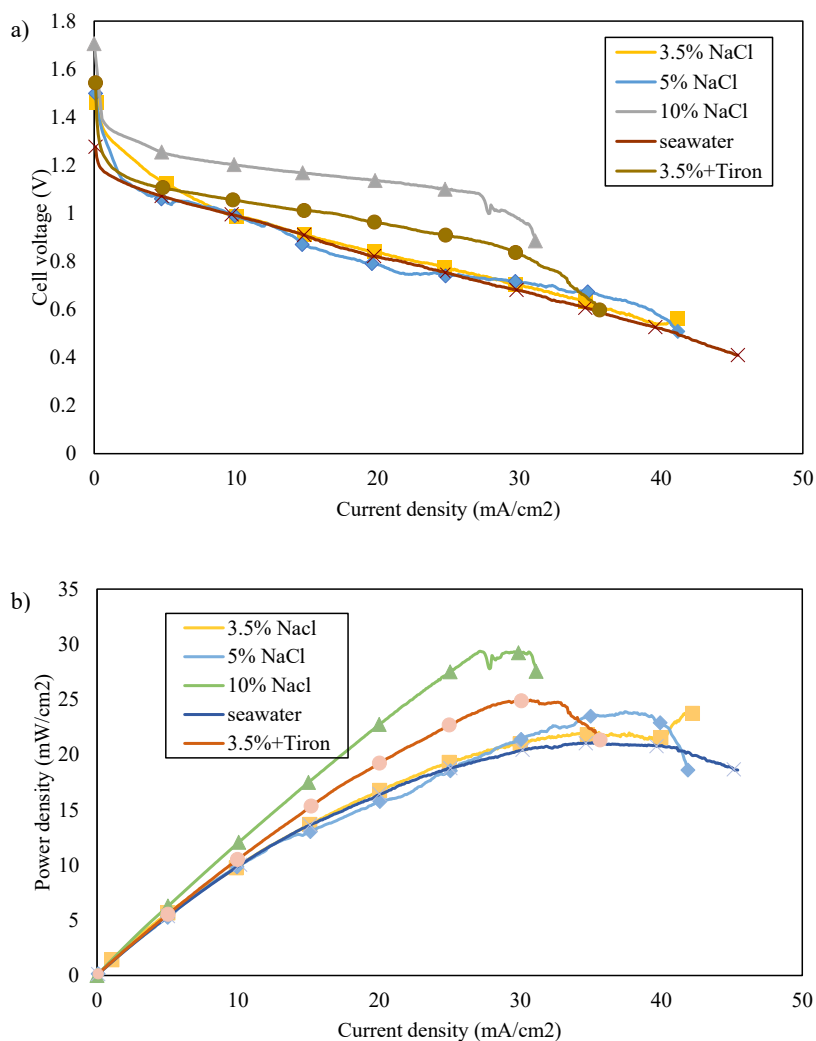 a)
Cell voltage (V)
1.8
1.6
1.4
1.2
1
0.8
0.6
0.4
0.2
0
3.5% NaCl
5% NaCl
10% NaCl
seawater
3.5%+Tiron
0 10 20 30 40 50
Current density (mA/cm2)
b)
Power density (mW/cm2)
35
30
25
20
15
10
5
0
3.5% Nacl
5% NaCl
10% Nacl
seawater
3.5%+Tiron
0 10 20 30 40 50
Current density (mA/cm2)